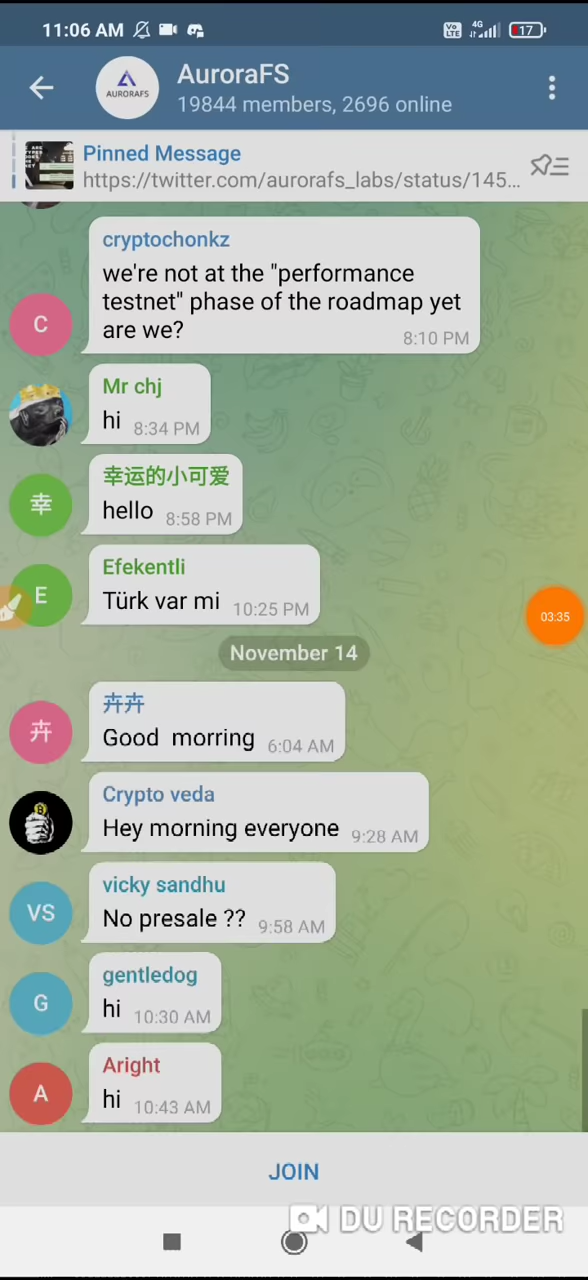 11:06 AM
Vo LTE 4G 17
AuroraFS
AURORAFS
19844 members, 2696 online
Pinned Message
https://twitter.com/aurorafs_labs/status/145...
cryptochonkz
we're not at the "performance
testnet" phase of the roadmap yet
are we?
8:10 PM
C
Mr chj
hi 8:34 PM
幸运的小可爱
幸
hello 8:58 PM
Efekentli
E
Türk var mi 10:25 PM
03:35
November 14
卉卉
卉
Good morring 6:04 AM
Crypto veda
Hey morning everyone 9:28 AM
vicky sandhu
VS
No presale ?? 9:58 AM
gentledog
G
hi 10:30 AM
Aright
A
hi 10:43 AM
JOIN
DU RECORDER